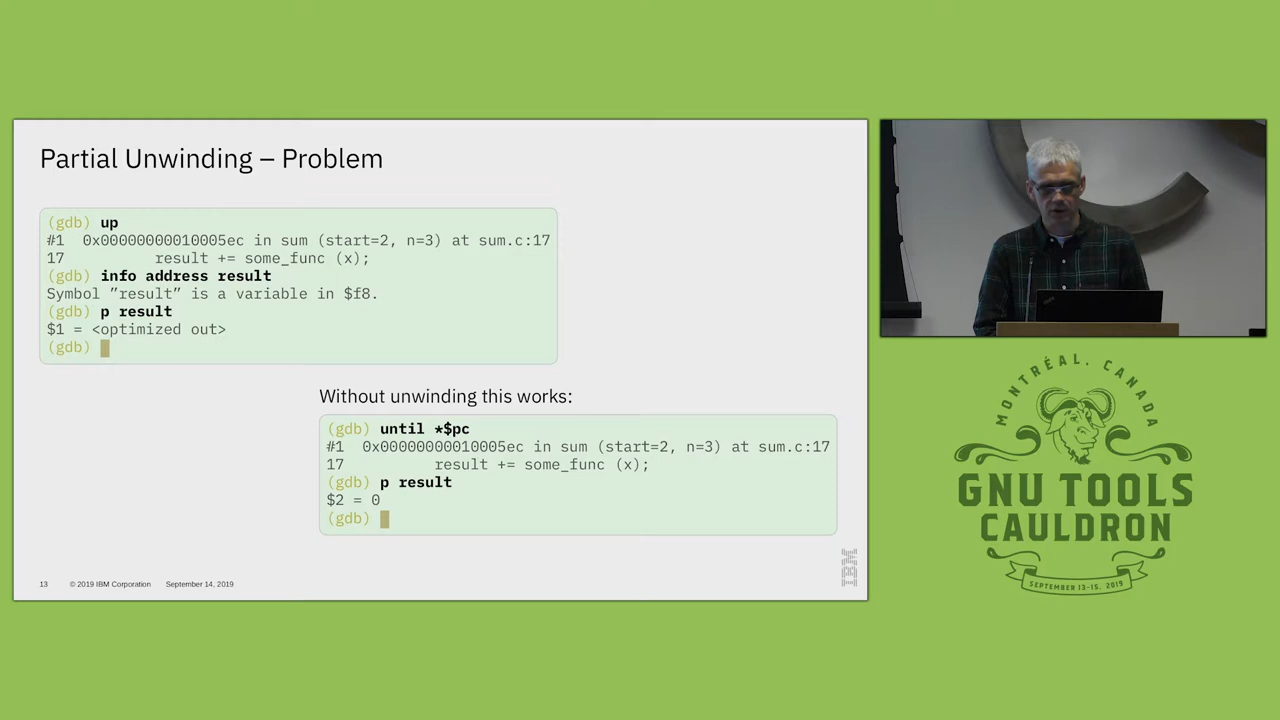 Partial Unwinding – Problem
(gdb) up
#1  0x00000000010005ec in sum (start=2, n=3) at sum.c:17
17          result += some_func (x);
(gdb) info address result
Symbol ”result” is a variable in $f8.
(gdb) p result
$1 = <optimized out>
(gdb)
Without unwinding this works:
(gdb) until *$pc
#1  0x00000000010005ec in sum (start=2, n=3) at sum.c:17
17          result += some_func (x);
(gdb) p result
$2 = 0
(gdb)
13
© 2019 IBM Corporation
September 14, 2019
IBM
MONTRÉAL, CANADA
GNU TOOLS
CAULDRON
SEPTEMBER 13-15, 2019